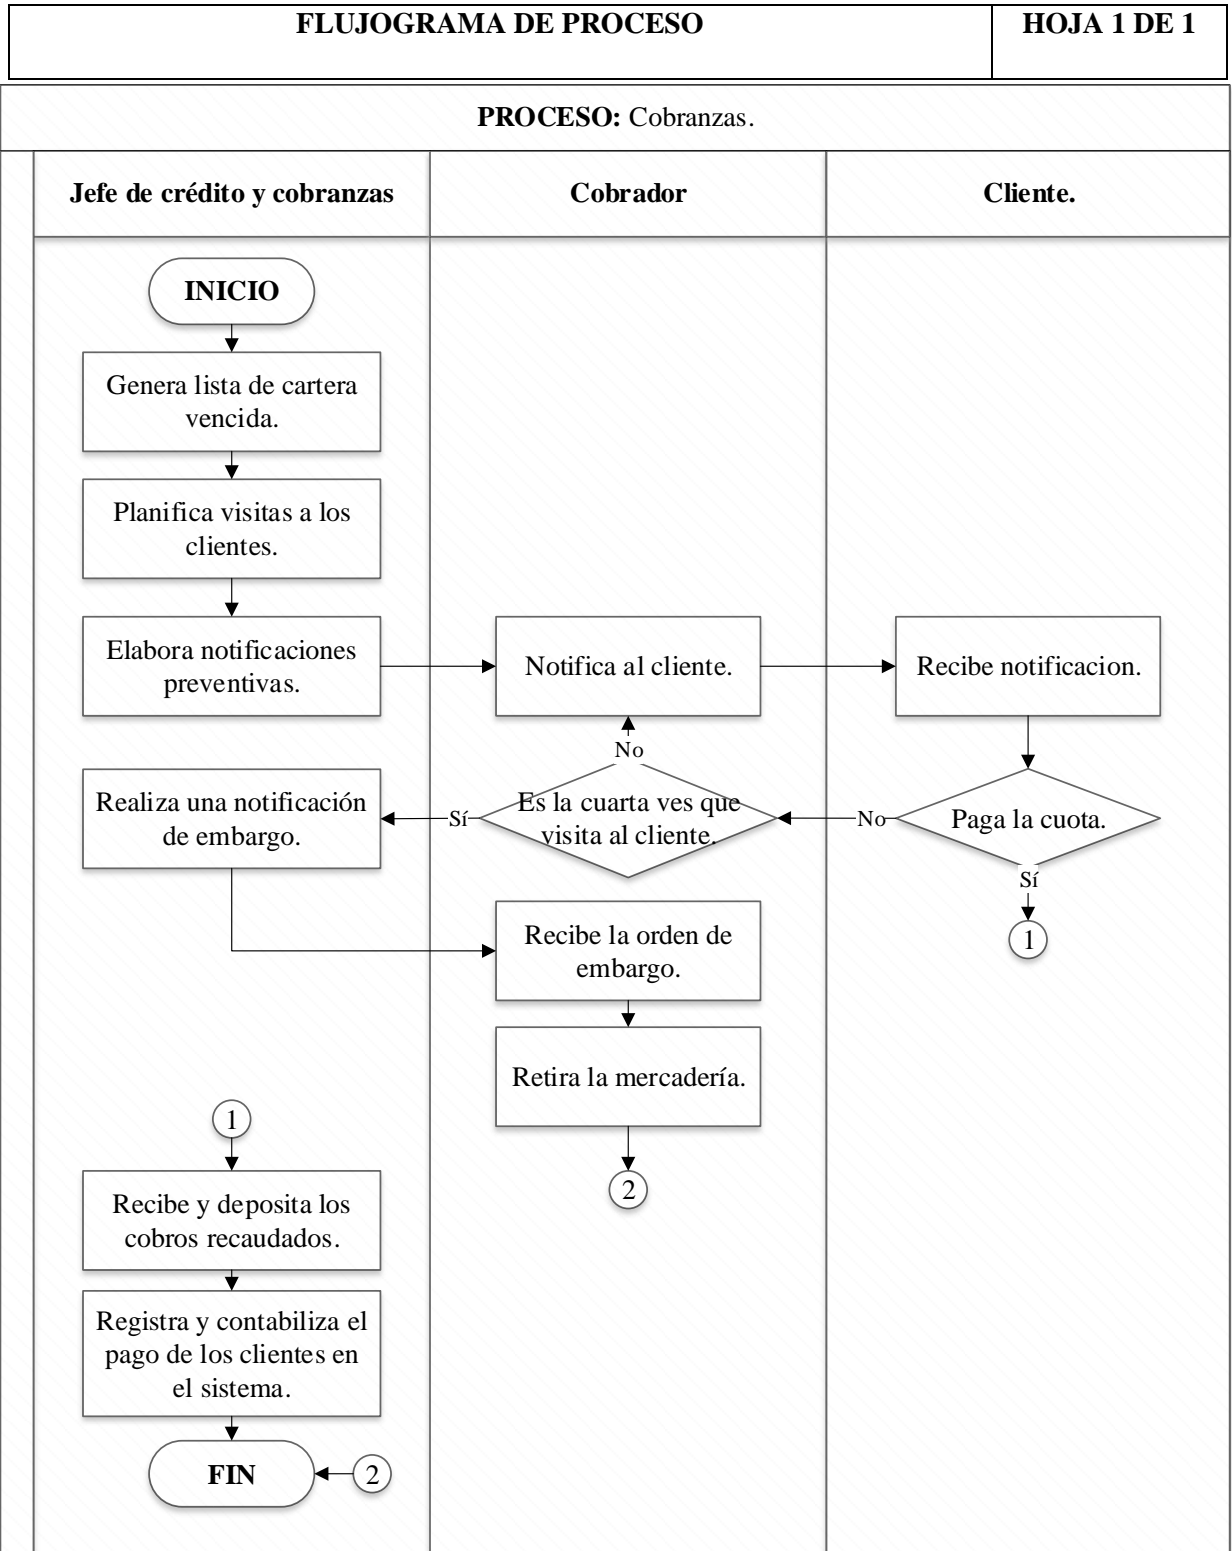 FLUJOGRAMA DE PROCESO
HOJA 1 DE 1
PROCESO: Cobranzas.
Jefe de crédito y cobranzas
Cobrador
Cliente.
INICIO
Genera lista de cartera
vencida.
Planifica visitas a los
clientes.
Elabora notificaciones
preventivas.
Notifica al cliente.
Recibe notificacion.
No
Realiza una notificación
de embargo.
Sí
Es la cuarta ves que
visita al cliente.
No
Paga la cuota.
Sí
1
Recibe la orden de
embargo.
Retira la mercadería.
2
1
Recibe y deposita los
cobros recaudados.
Registra y contabiliza el
pago de los clientes en
el sistema.
FIN
2